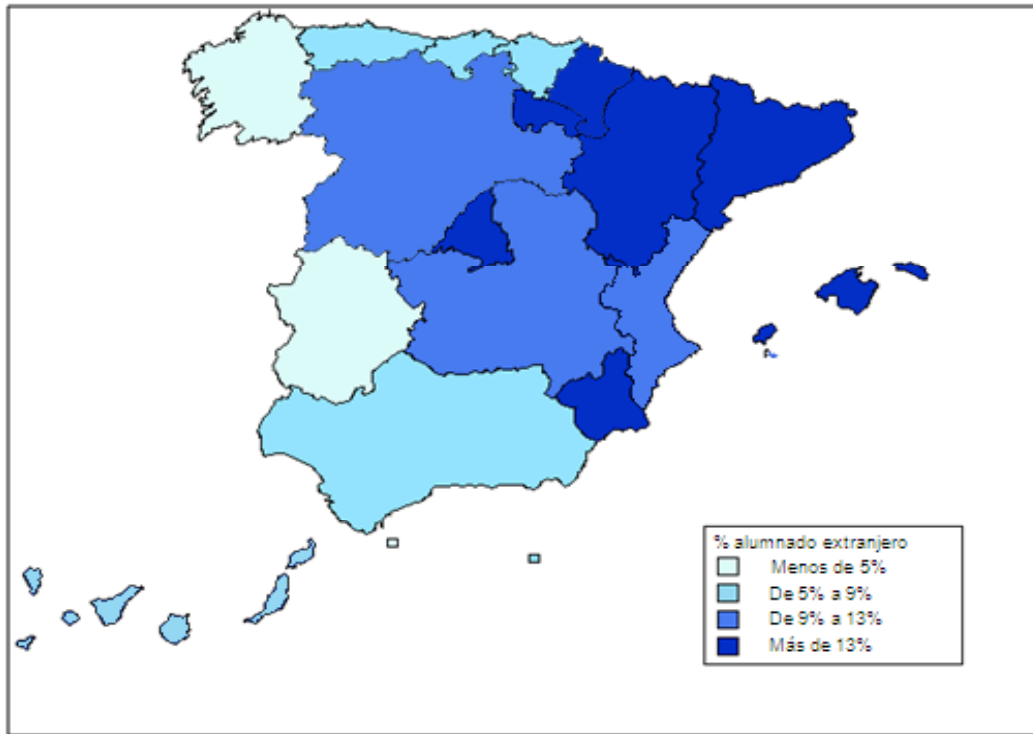 % alumnado extranjero
Menos de 5%
De 5% a 9%
De 9% a 13%
Más de 13%